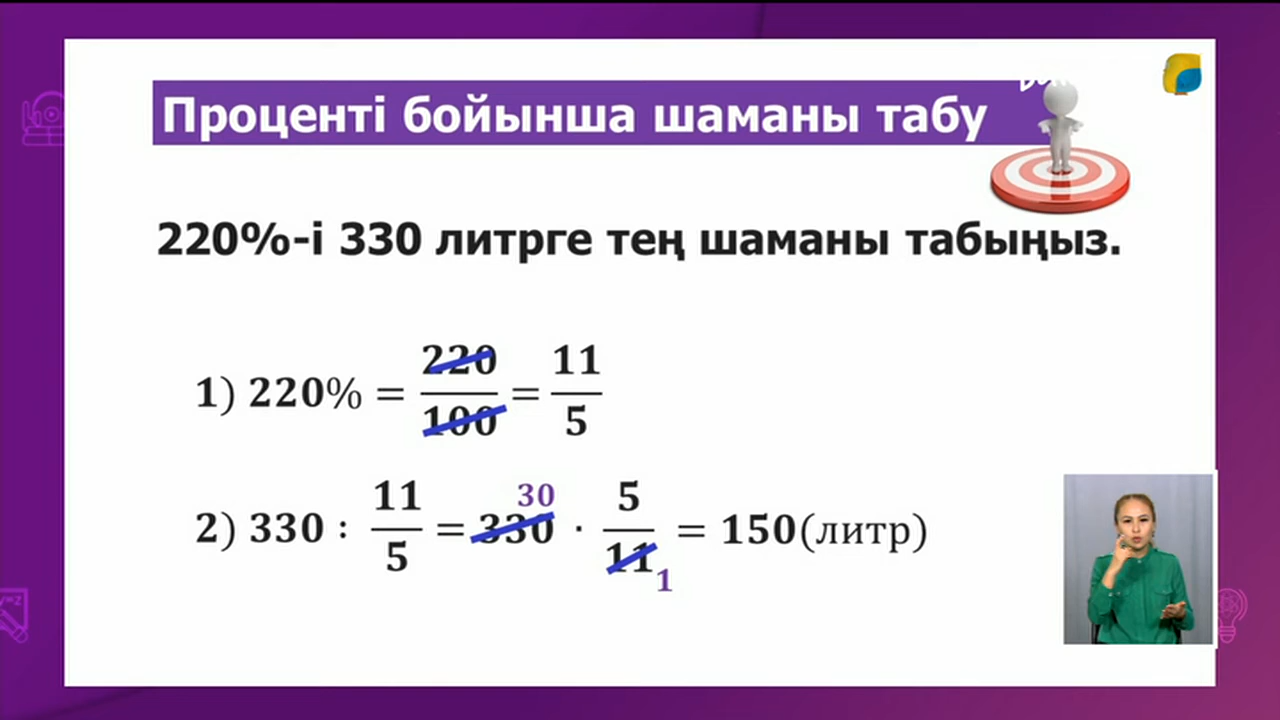 Проценті бойынша шаманы табу
220%-і 330 литрге тең шаманы табыңыз.
1) 220% = 220/100 = 11/5
2) 330 : 11/5 = 330 30 · 5/11 1 = 150(литр)